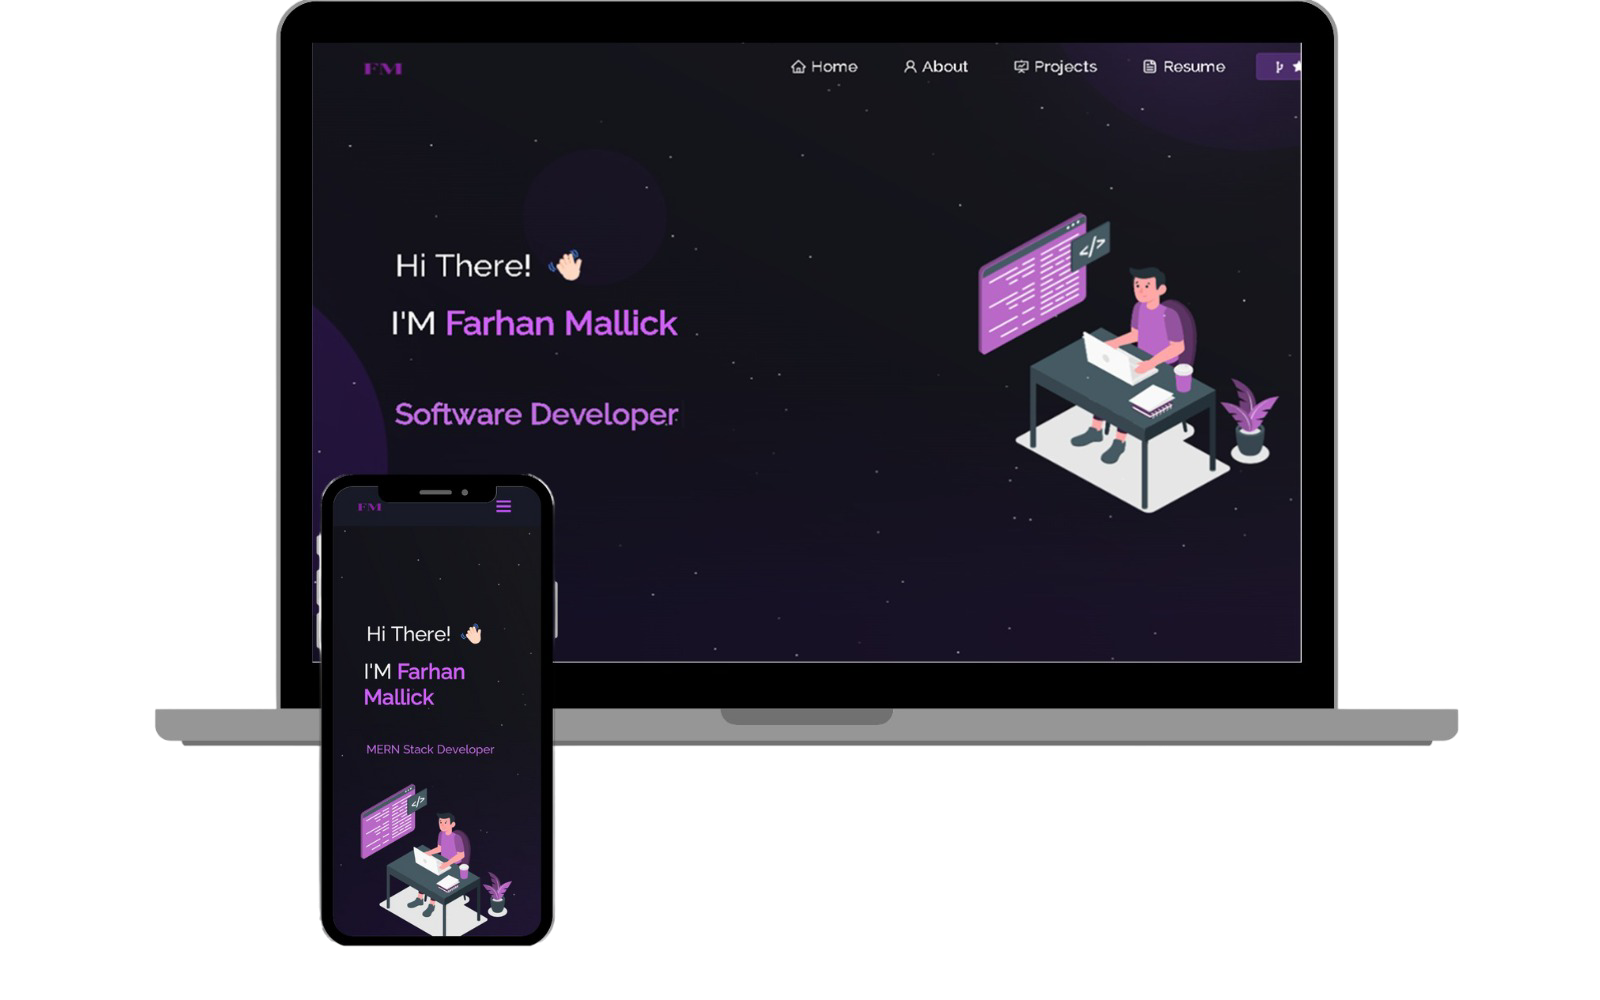 FM
Home About Projects Resume
</>
Hi There!
I'M Farhan Mallick
Software Developer
FM
Hi There!
I'M Farhan
Mallick
MERN Stack Developer
</>